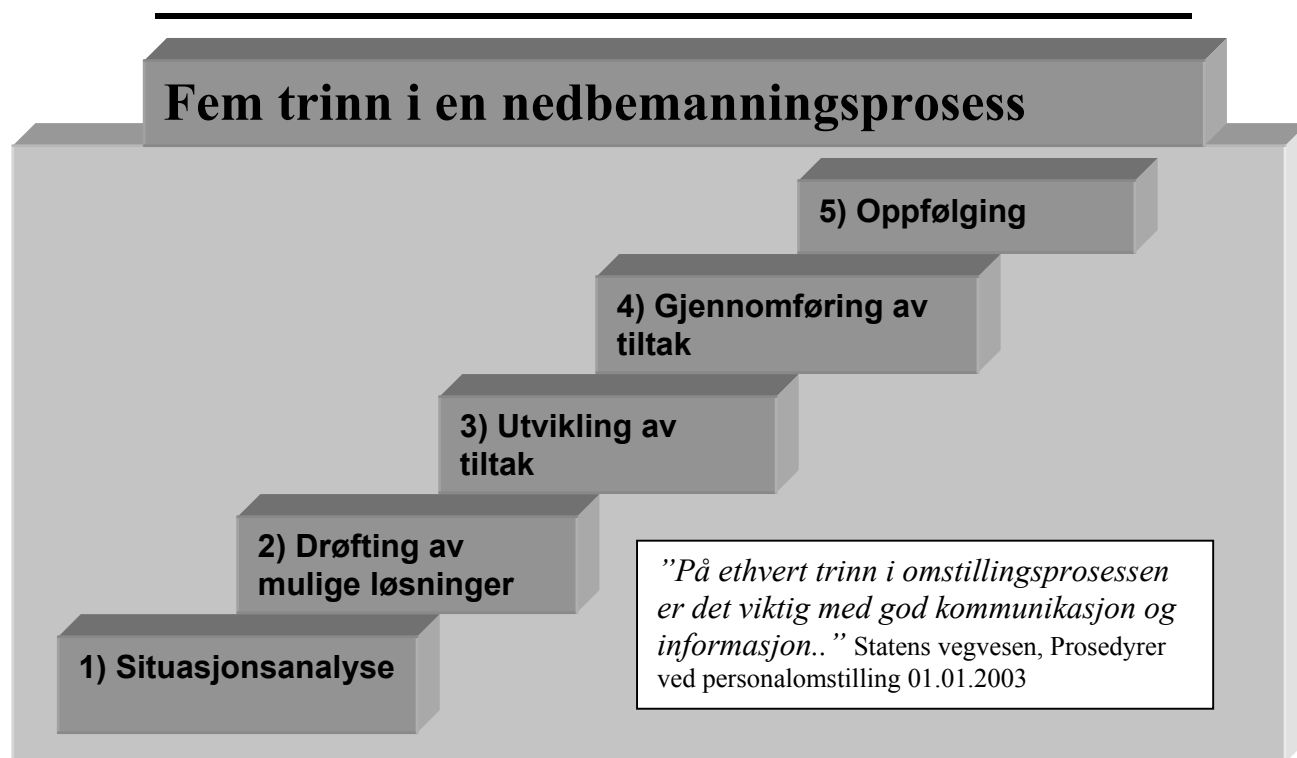 Fem trinn i en nedbemanningsprosess
5) Oppfølging
4) Gjennomføring av
tiltak
3) Utvikling av
tiltak
2) Drøfting av
mulige løsninger
1) Situasjonsanalyse
”På ethvert trinn i omstillingsprosessen
er det viktig med god kommunikasjon og
informasjon..” Statens vegvesen, Prosedyrer
ved personalomstilling 01.01.2003